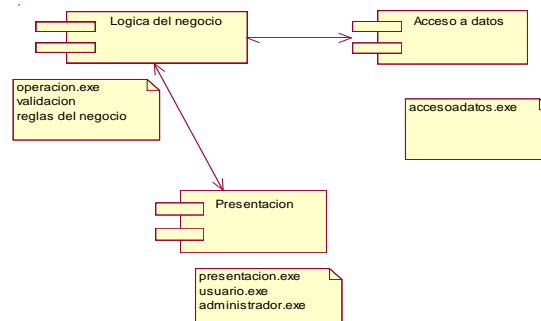 Logica del negocio
Acceso a datos
operacion.exe
validacion
reglas del negocio
accesoadatos.exe
Presentacion
presentacion.exe
usuario.exe
administrador.exe